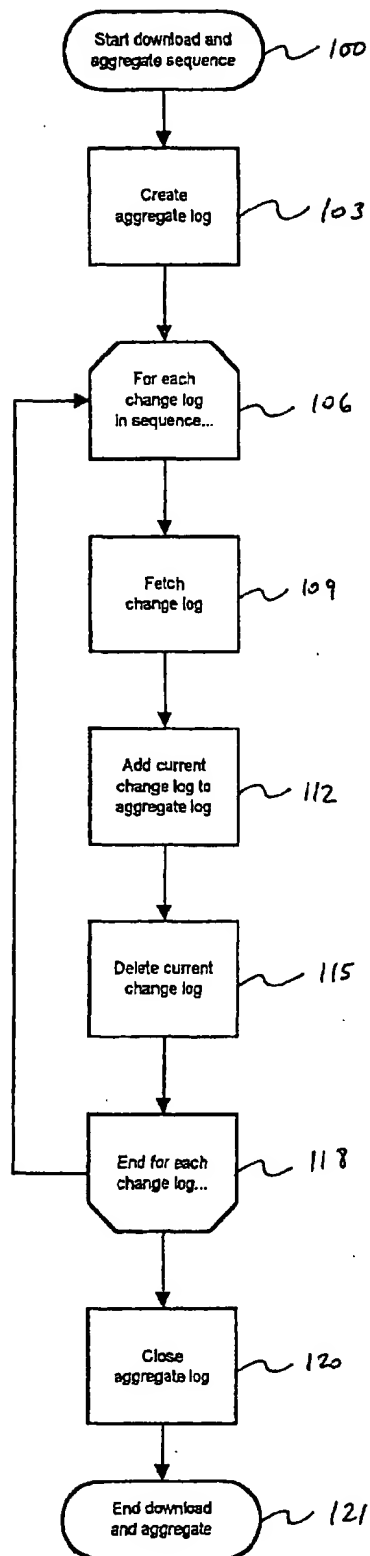 Start download and
aggregate sequence
100
Create
aggregate log
103
For each
change log
in sequence...
106
Fetch
change log
109
Add current
change log to
aggregate log
112
Delete current
change log
115
End for each
change log...
118
Close
aggregate log
120
End download
and aggregate
121